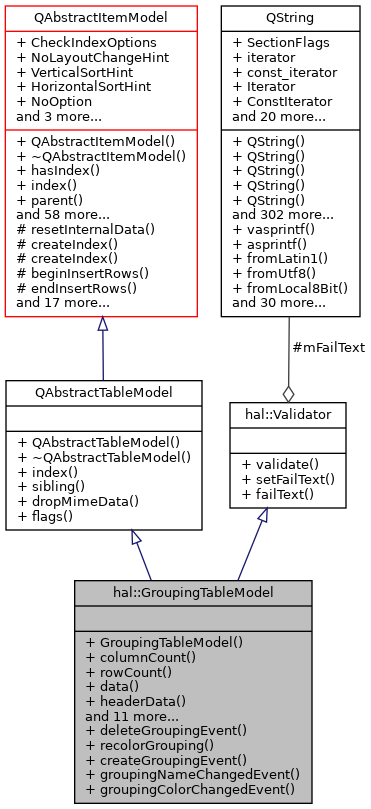 QAbstractItemModel
+ CheckIndexOptions
+ NoLayoutChangeHint
+ VerticalSortHint
+ HorizontalSortHint
+ NoOption
and 3 more...
+ QAbstractItemModel()
+ ~QAbstractItemModel()
+ hasIndex()
+ index()
+ parent()
and 58 more...
# resetInternalData()
# createIndex()
# createIndex()
# beginInsertRows()
# endInsertRows()
and 17 more...
QString
+ SectionFlags
+ iterator
+ const_iterator
+ Iterator
+ ConstIterator
and 20 more...
+ QString()
+ QString()
+ QString()
+ QString()
+ QString()
and 302 more...
+ vasprintf()
+ asprintf()
+ fromLatin1()
+ fromUtf8()
+ fromLocal8Bit()
and 30 more...
#mFailText
QAbstractTableModel
+ QAbstractTableModel()
+ ~QAbstractTableModel()
+ index()
+ sibling()
+ dropMimeData()
+ flags()
hal::Validator
+ validate()
+ setFailText()
+ failText()
hal::GroupingTableModel
+ GroupingTableModel()
+ columnCount()
+ rowCount()
+ data()
+ headerData()
and 11 more...
+ deleteGroupingEvent()
+ recolorGrouping()
+ createGroupingEvent()
+ groupingNameChangedEvent()
+ groupingColorChangedEvent()